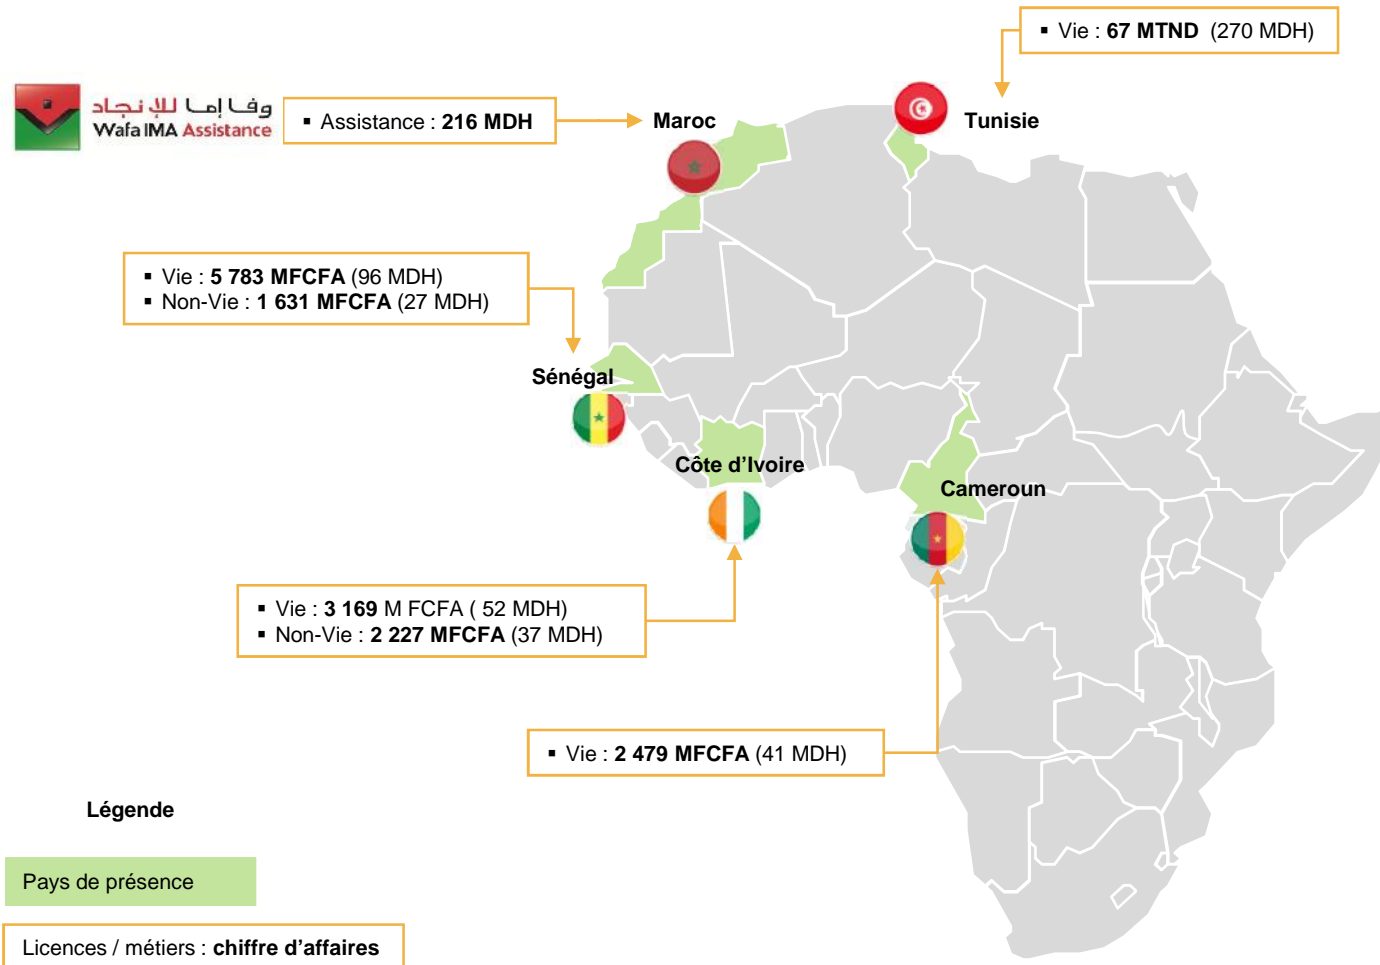 ▪ Vie : 67 MTND (270 MDH)
وفا إما للإنجاد
Wafa IMA Assistance
▪ Assistance : 216 MDH
Maroc
Tunisie
▪ Vie : 5 783 MFCFA (96 MDH)
▪ Non-Vie : 1 631 MFCFA (27 MDH)
Sénégal
Côte d’Ivoire
Cameroun
▪ Vie : 3 169 M FCFA ( 52 MDH)
▪ Non-Vie : 2 227 MFCFA (37 MDH)
▪ Vie : 2 479 MFCFA (41 MDH)
Légende
Pays de présence
Licences / métiers : chiffre d’affaires